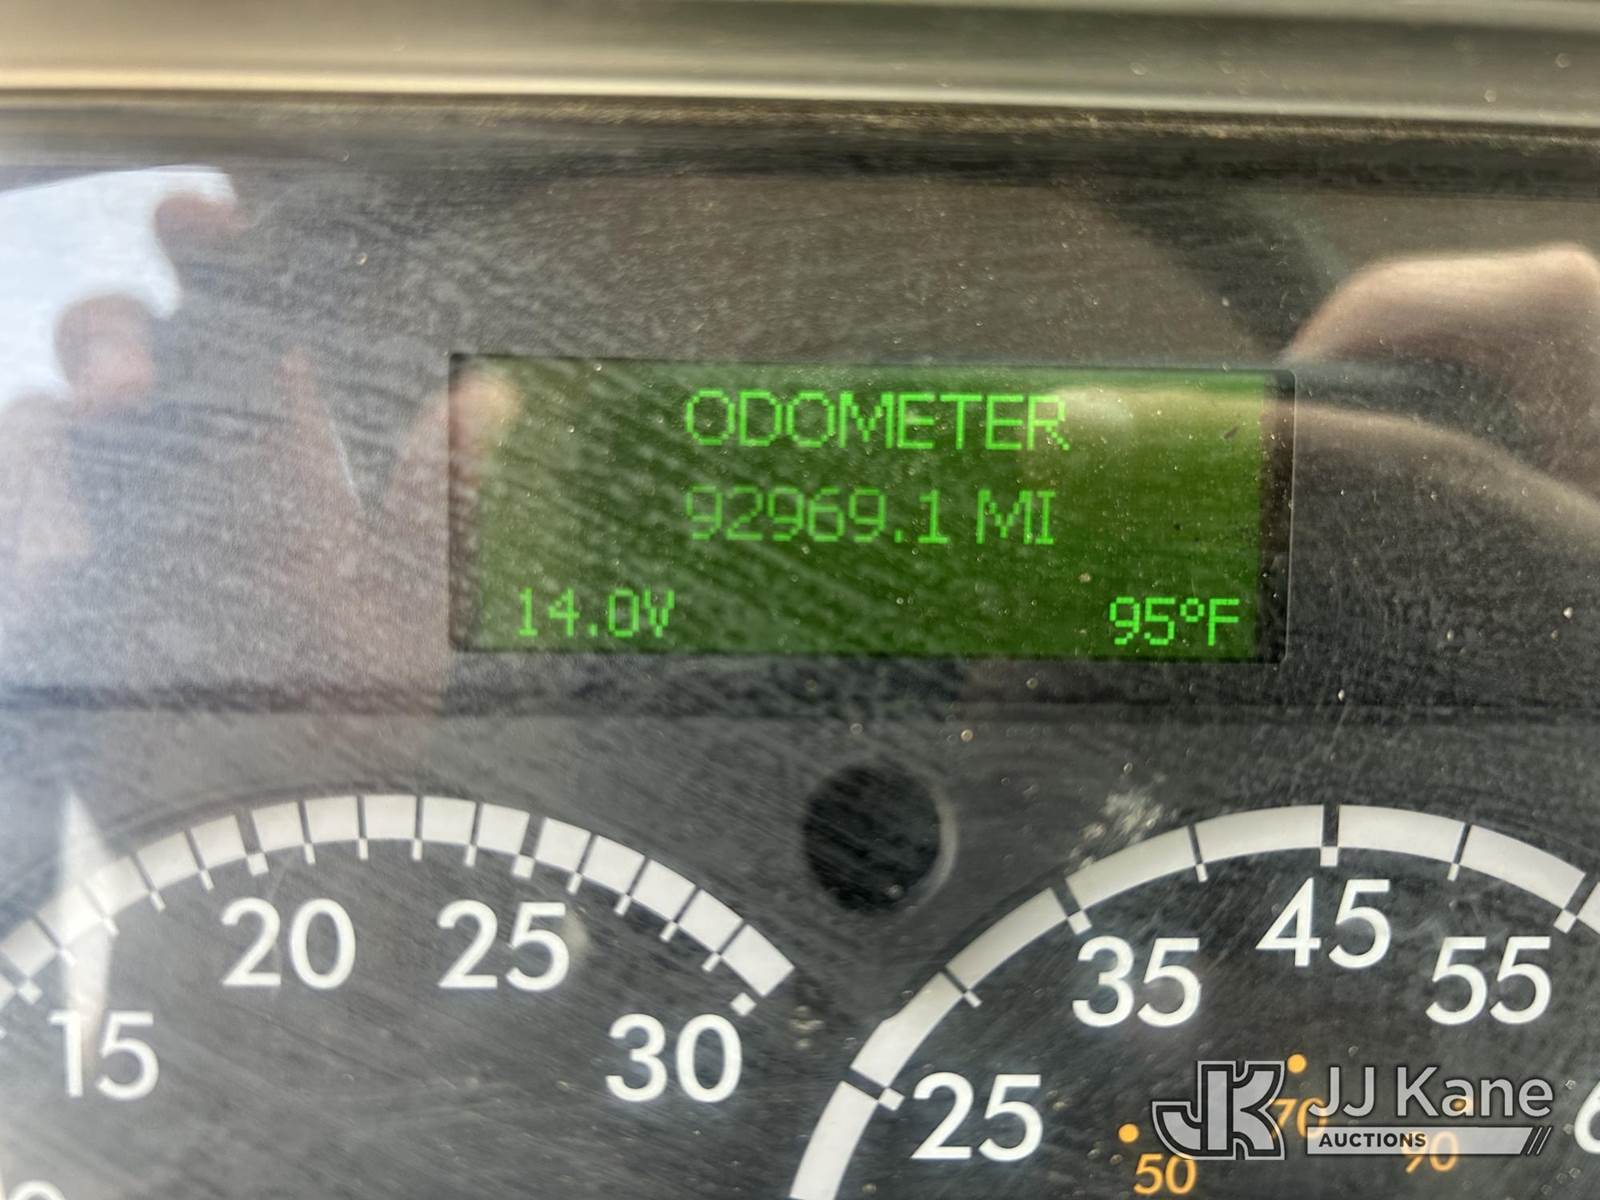 ODOMETER
92969.1 MI
14.0V 95°F
15 20 25 30
25 35 45 55
50 70 90
JK JJ Kane
AUCTIONS